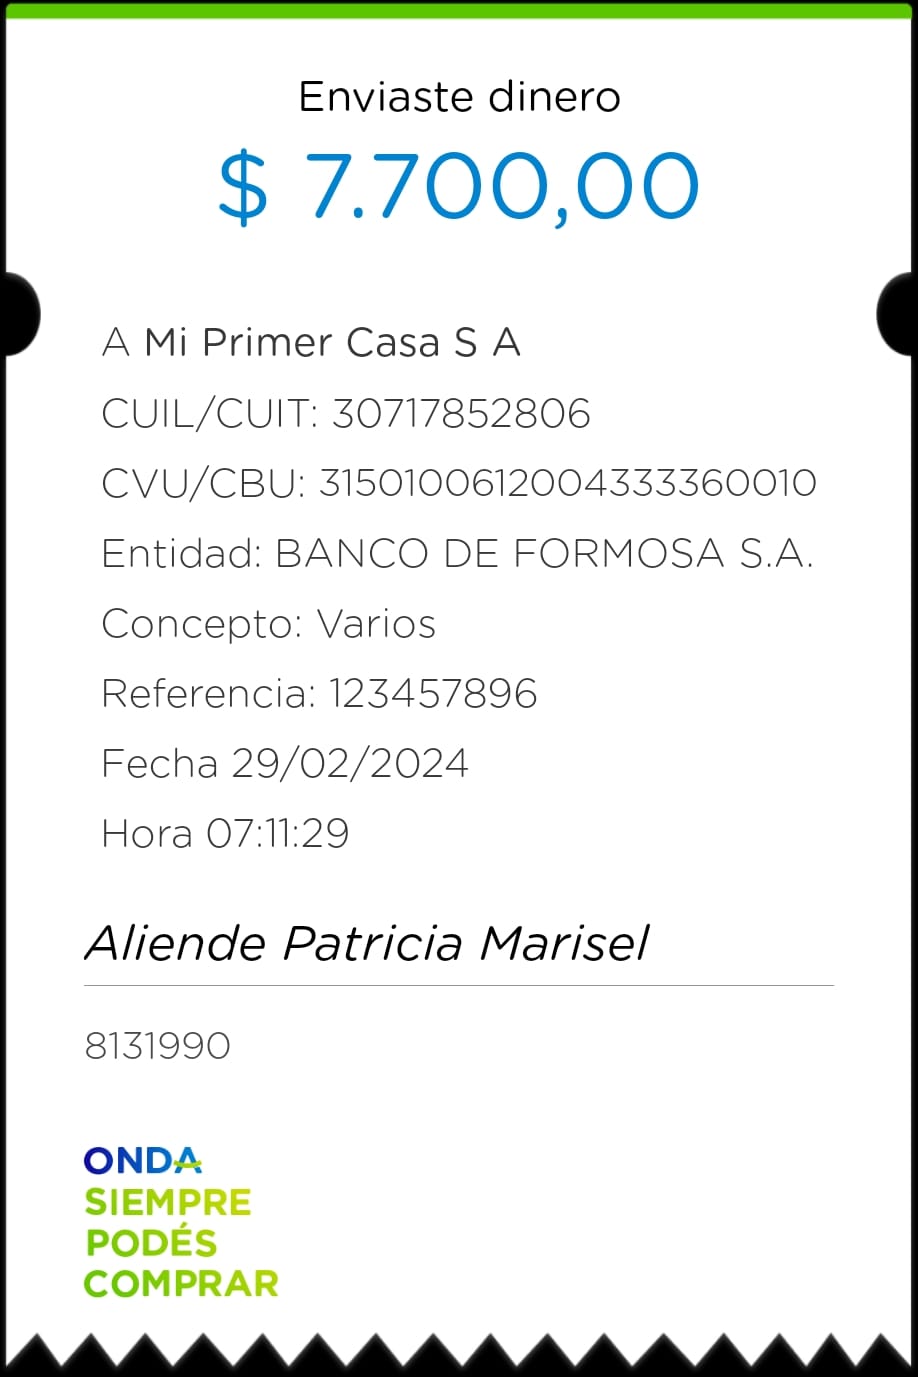 Enviaste dinero
$ 7.700,00
A Mi Primer Casa S A
CUIL/CUIT: 30717852806
CVU/CBU: 3150100612004333360010
Entidad: BANCO DE FORMOSA S.A.
Concepto: Varios
Referencia: 123457896
Fecha 29/02/2024
Hora 07:11:29
Aliende Patricia Marisel
8131990
ONDA
SIEMPRE
PODÉS
COMPRAR